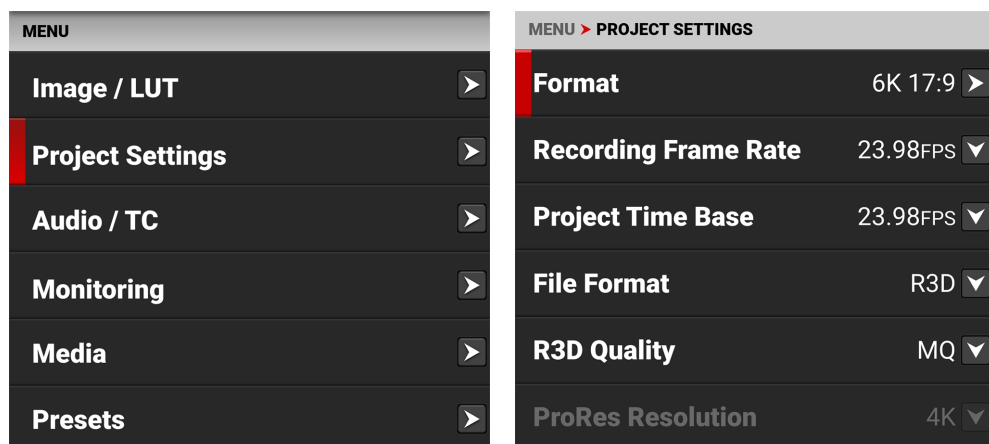 MENU
Image / LUT
Project Settings
Audio / TC
Monitoring
Media
Presets
MENU PROJECT SETTINGS
Format 6K 17:9
Recording Frame Rate 23.98FPS
Project Time Base 23.98FPS
File Format R3D
R3D Quality MQ
ProRes Resolution 4K